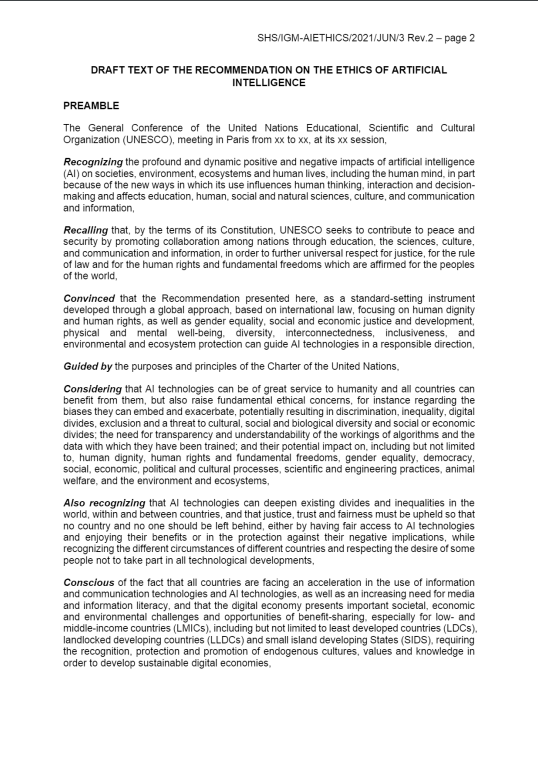 SHS/IGM-AIETHICS/2021/JUN/3 Rev.2 – page 2
DRAFT TEXT OF THE RECOMMENDATION ON THE ETHICS OF ARTIFICIAL
INTELLIGENCE
PREAMBLE
The General Conference of the United Nations Educational, Scientific and Cultural
Organization (UNESCO), meeting in Paris from xx to xx, at its xx session,
Recognizing the profound and dynamic positive and negative impacts of artificial intelligence
(AI) on societies, environment, ecosystems and human lives, including the human mind, in part
because of the new ways in which its use influences human thinking, interaction and decision-
making and affects education, human, social and natural sciences, culture, and communication
and information,
Recalling that, by the terms of its Constitution, UNESCO seeks to contribute to peace and
security by promoting collaboration among nations through education, the sciences, culture,
and communication and information, in order to further universal respect for justice, for the rule
of law and for the human rights and fundamental freedoms which are affirmed for the peoples
of the world,
Convinced that the Recommendation presented here, as a standard-setting instrument
developed through a global approach, based on international law, focusing on human dignity
and human rights, as well as gender equality, social and economic justice and development,
physical and mental well-being, diversity, interconnectedness, inclusiveness, and
environmental and ecosystem protection can guide AI technologies in a responsible direction,
Guided by the purposes and principles of the Charter of the United Nations,
Considering that AI technologies can be of great service to humanity and all countries can
benefit from them, but also raise fundamental ethical concerns, for instance regarding the
biases they can embed and exacerbate, potentially resulting in discrimination, inequality, digital
divides, exclusion and a threat to cultural, social and biological diversity and social or economic
divides; the need for transparency and understandability of the workings of algorithms and the
data with which they have been trained; and their potential impact on, including but not limited
to, human dignity, human rights and fundamental freedoms, gender equality, democracy,
social, economic, political and cultural processes, scientific and engineering practices, animal
welfare, and the environment and ecosystems,
Also recognizing that AI technologies can deepen existing divides and inequalities in the
world, within and between countries, and that justice, trust and fairness must be upheld so that
no country and no one should be left behind, either by having fair access to AI technologies
and enjoying their benefits or in the protection against their negative implications, while
recognizing the different circumstances of different countries and respecting the desire of some
people not to take part in all technological developments,
Conscious of the fact that all countries are facing an acceleration in the use of information
and communication technologies and AI technologies, as well as an increasing need for media
and information literacy, and that the digital economy presents important societal, economic
and environmental challenges and opportunities of benefit-sharing, especially for low- and
middle-income countries (LMICs), including but not limited to least developed countries (LDCs),
landlocked developing countries (LLDCs) and small island developing States (SIDS), requiring
the recognition, protection and promotion of endogenous cultures, values and knowledge in
order to develop sustainable digital economies,